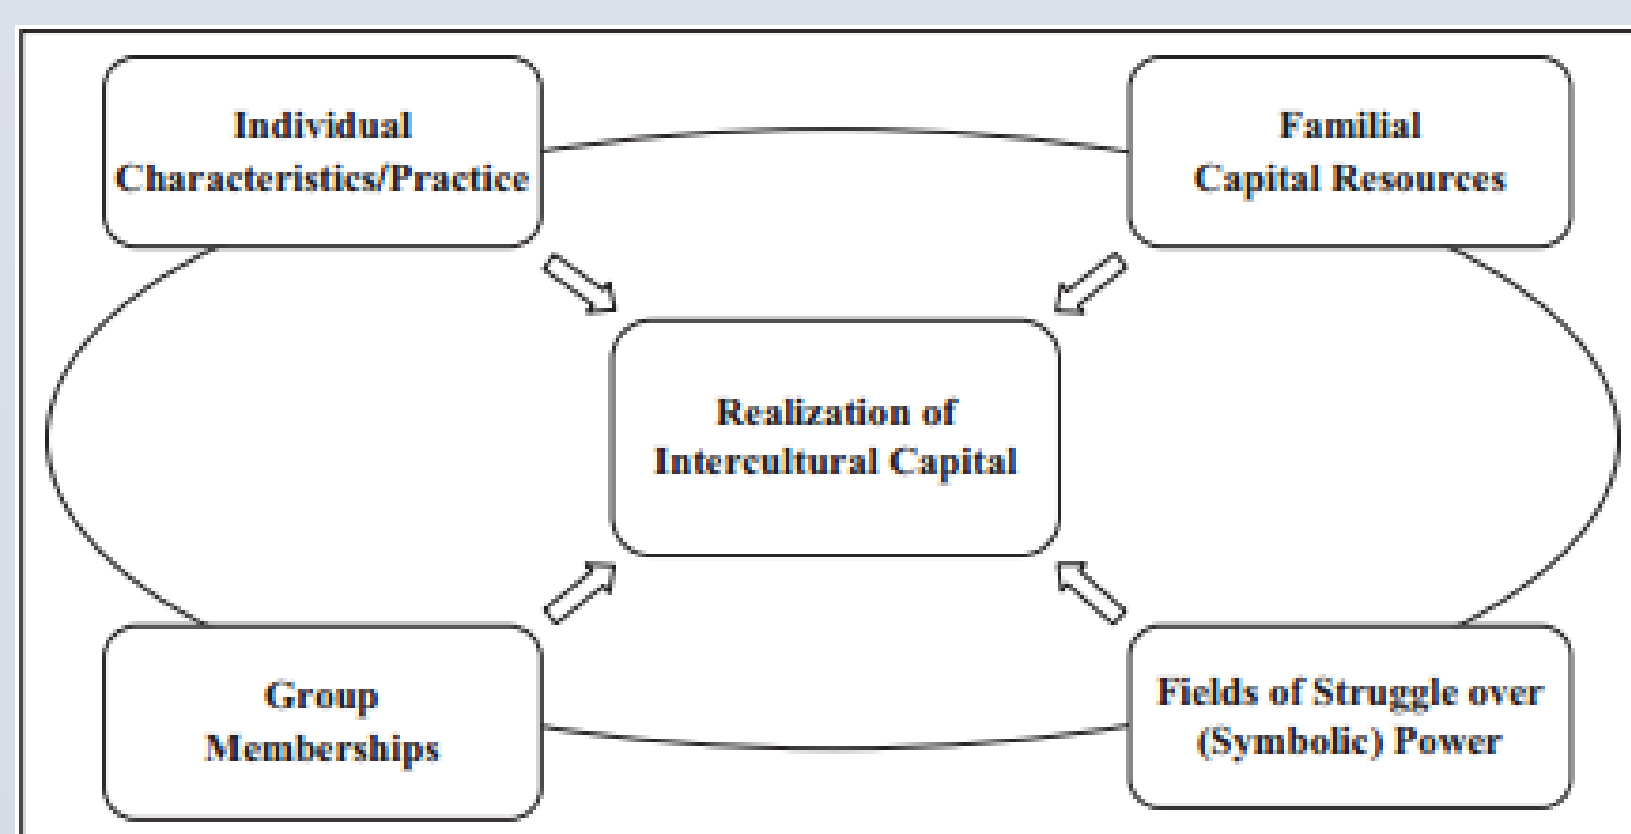 Individual
Characteristics/Practice
Familial
Capital Resources
Realization of
Intercultural Capital
Group
Memberships
Fields of Struggle over
(Symbolic) Power